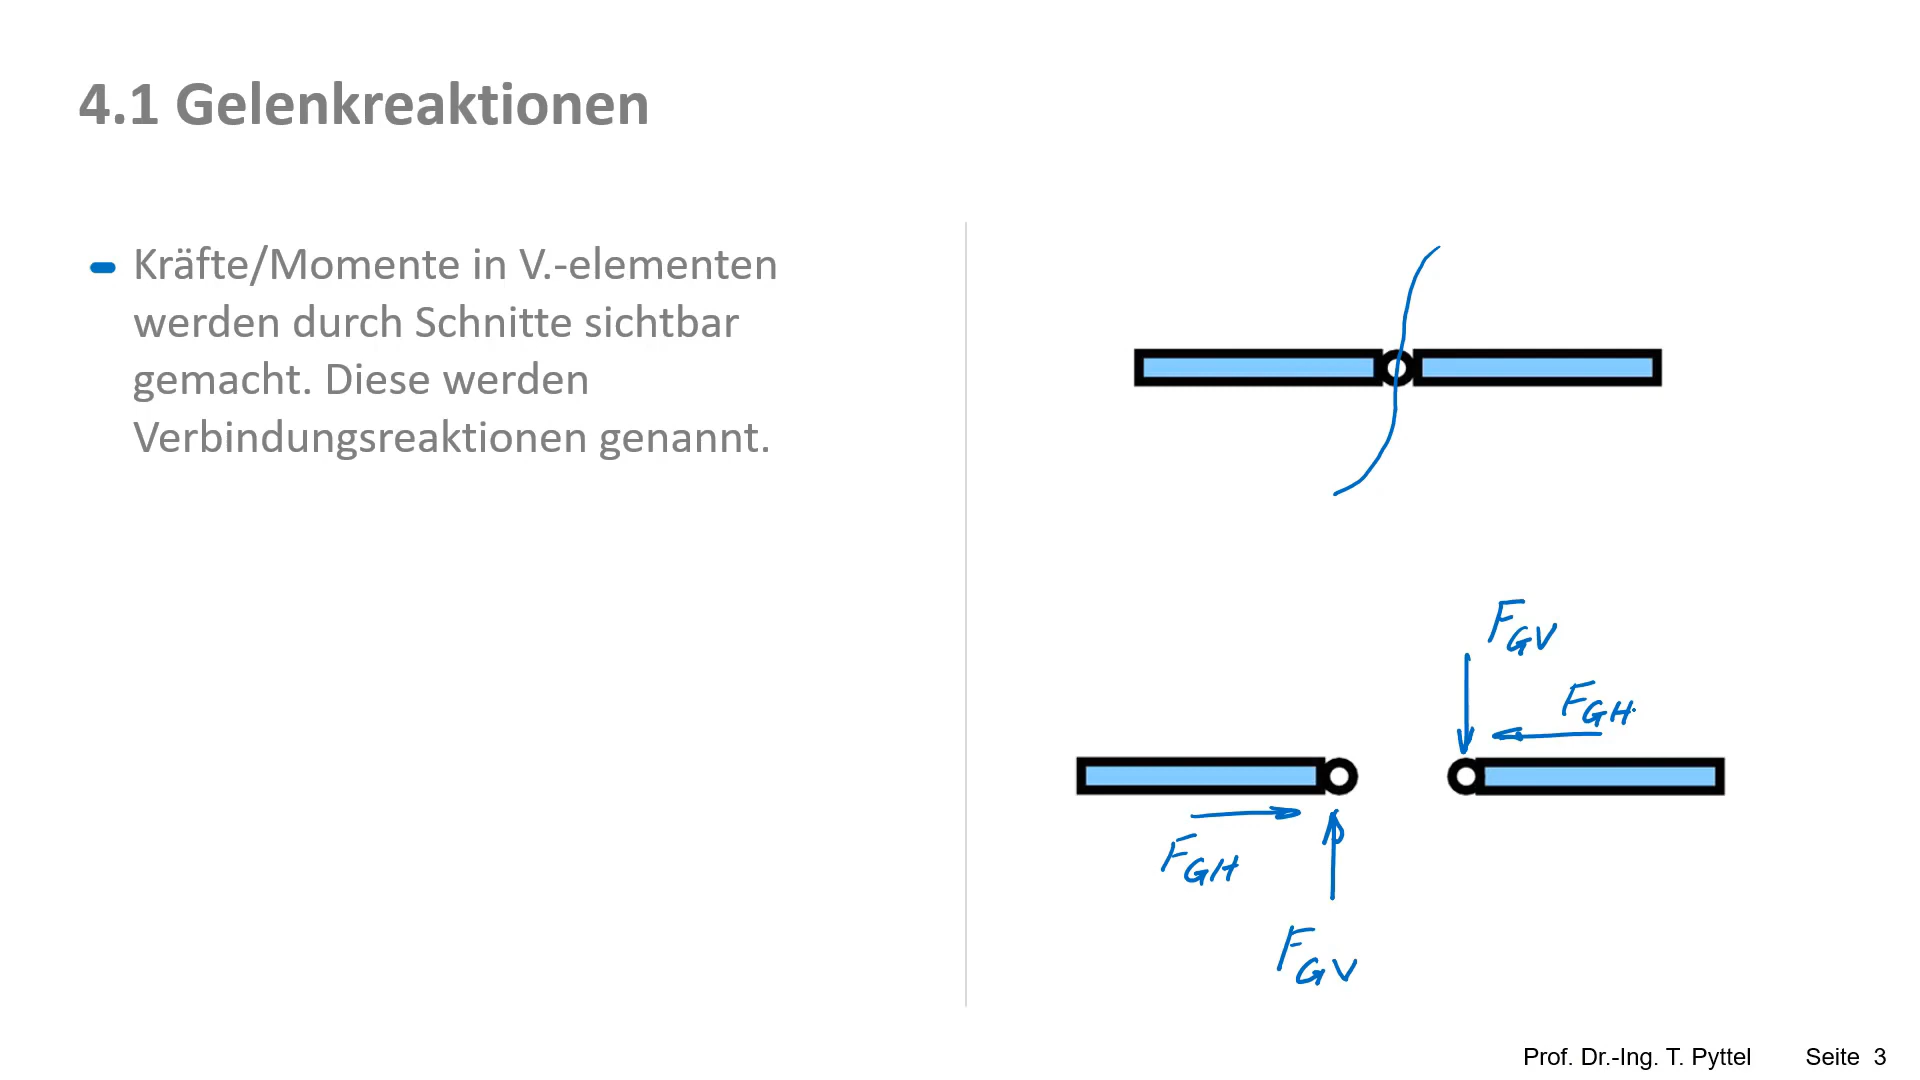 4.1 Gelenkreaktionen
Kräfte/Momente in V.-elementen
werden durch Schnitte sichtbar
gemacht. Diese werden
Verbindungsreaktionen genannt.
FGV
FGH
FGH
FGV
Prof. Dr.-Ing. T. Pyttel Seite 3